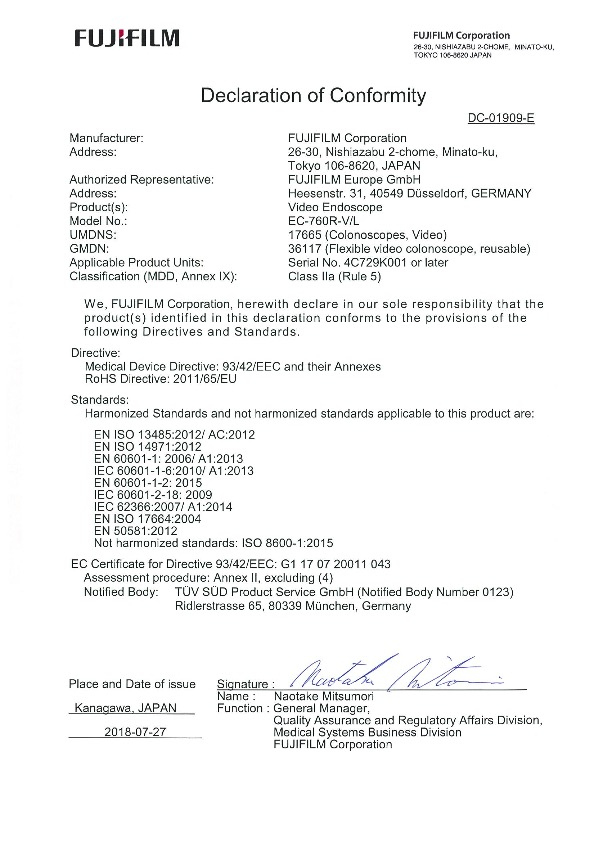 FUJIFILM
FUJIFILM Corporation
26-30, NISHIAZABU 2-CHOME, MINATO-KU,
TOKYO 106-8620 JAPAN
Declaration of Conformity
DC-01909-E
Manufacturer: FUJIFILM Corporation
Address: 26-30, Nishiazabu 2-chome, Minato-ku,
Tokyo 106-8620, JAPAN
Authorized Representative: FUJIFILM Europe GmbH
Address: Heesenstr. 31, 40549 Düsseldorf, GERMANY
Product(s): Video Endoscope
Model No.: EC-760R-V/L
UMDNS: 17665 (Colonoscopes, Video)
GMDN: 36117 (Flexible video colonoscope, reusable)
Applicable Product Units: Serial No. 4C729K001 or later
Classification (MDD, Annex IX): Class IIa (Rule 5)
We, FUJIFILM Corporation, herewith declare in our sole responsibility that the
product(s) identified in this declaration conforms to the provisions of the
following Directives and Standards.
Directive:
Medical Device Directive: 93/42/EEC and their Annexes
RoHS Directive: 2011/65/EU
Standards:
Harmonized Standards and not harmonized standards applicable to this product are:
EN ISO 13485:2012/ AC:2012
EN ISO 14971:2012
EN 60601-1: 2006/ A1:2013
IEC 60601-1-6:2010/ A1:2013
EN 60601-1-2: 2015
IEC 60601-2-18: 2009
IEC 62366:2007/ A1:2014
EN ISO 17664:2004
EN 50581:2012
Not harmonized standards: ISO 8600-1:2015
EC Certificate for Directive 93/42/EEC: G1 17 07 20011 043
Assessment procedure: Annex II, excluding (4)
Notified Body: TÜV SÜD Product Service GmbH (Notified Body Number 0123)
Ridlerstrasse 65, 80339 München, Germany
Place and Date of issue
Signature : Naotake Mitsumori
Name : Naotake Mitsumori
Kanagawa, JAPAN
Function : General Manager,
Quality Assurance and Regulatory Affairs Division,
2018-07-27
Medical Systems Business Division
FUJIFILM Corporation